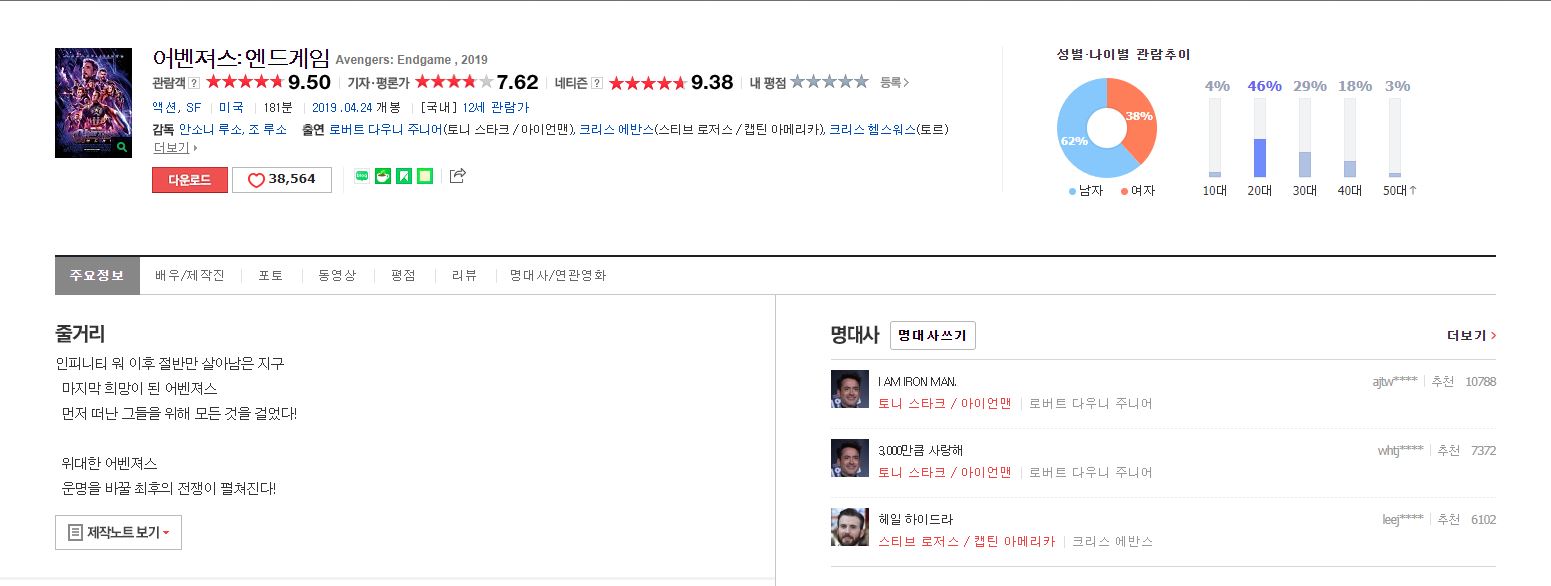 어벤져스: 엔드게임 Avengers: Endgame , 2019
관람객 ? 9.50 기자·평론가 7.62 네티즌 ? 9.38 내 평점 등록
액션, SF 미국 181분 2019 .04.24 개봉 [국내] 12세 관람가
감독 안소니 루소, 조 루소 출연 로버트 다우니 주니어(토니 스타크 / 아이언맨), 크리스 에반스(스티브 로저스 / 캡틴 아메리카), 크리스 헴스워스(토르)
더보기
다운로드 38,564
성별·나이별 관람추이
62% 38%
남자 여자
4% 46% 29% 18% 3%
10대 20대 30대 40대 50대↑
주요정보 배우/제작진 포토 동영상 평점 리뷰 명대사/연관영화
줄거리
인피니티 워 이후 절반만 살아남은 지구
마지막 희망이 된 어벤져스
먼저 떠난 그들을 위해 모든 것을 걸었다!
위대한 어벤져스
운명을 바꿀 최후의 전쟁이 펼쳐진다!
제작노트 보기
명대사 명대사쓰기 더보기
I AM IRON MAN. ajtw**** 추천 10788
토니 스타크 / 아이언맨 로버트 다우니 주니어
3,000만큼 사랑해 whtj**** 추천 7372
토니 스타크 / 아이언맨 로버트 다우니 주니어
헤일 하이드라 leej**** 추천 6102
스티브 로저스 / 캡틴 아메리카 크리스 에반스